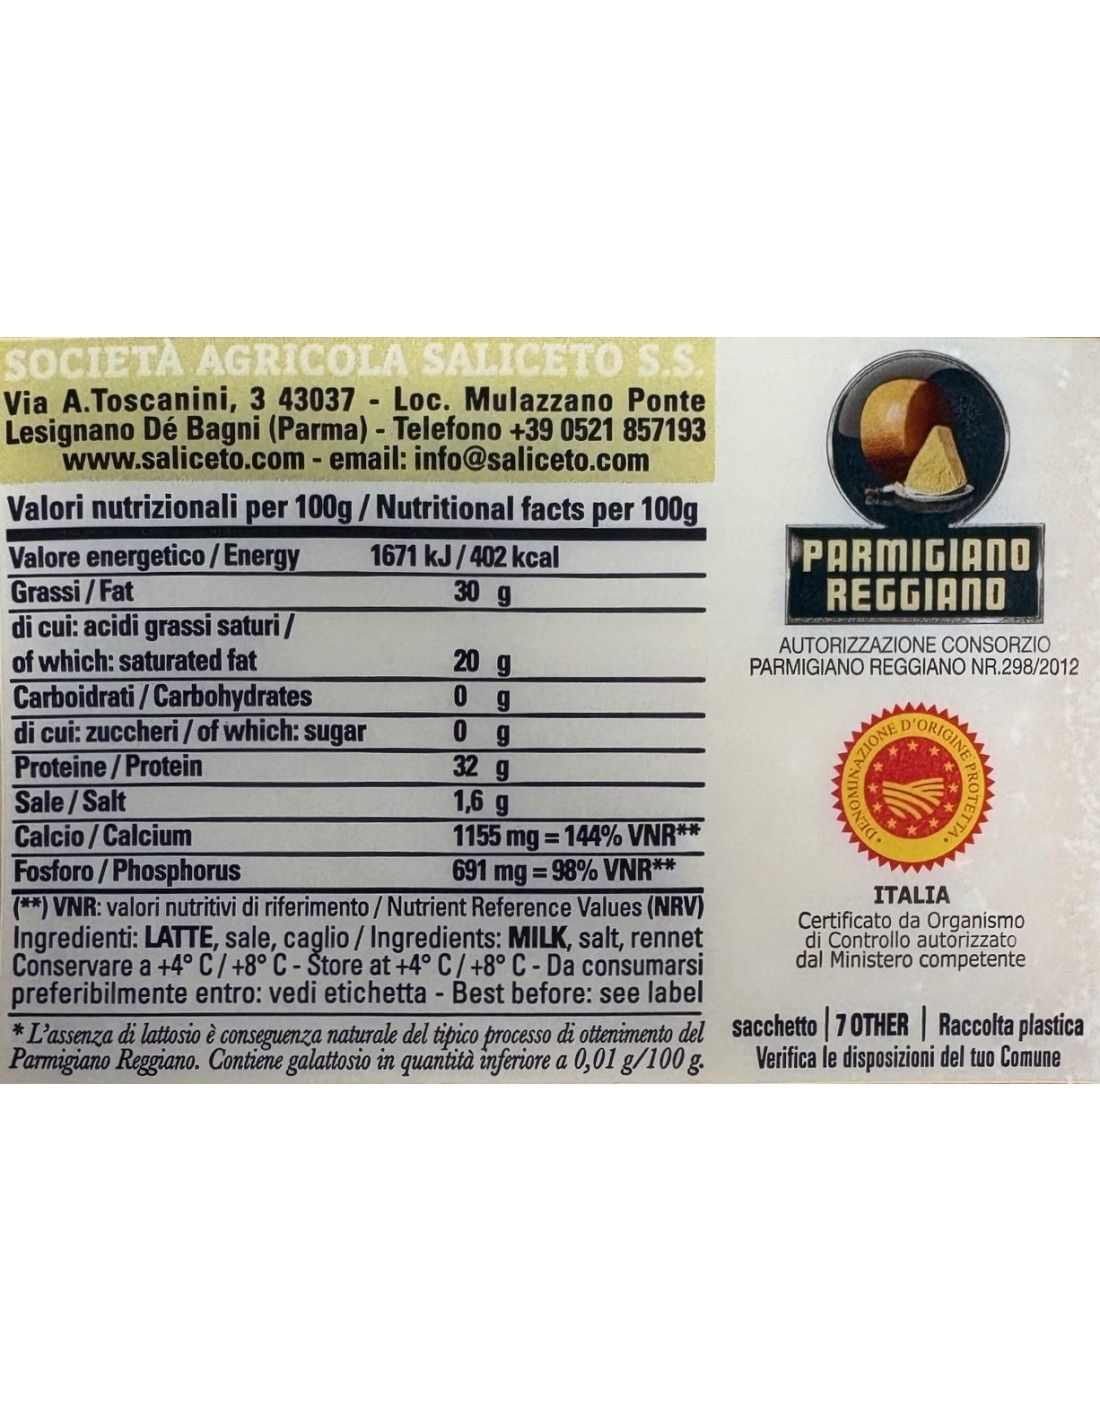 SOCIETÀ AGRICOLA SALICETO S.S.
Via A.Toscanini, 3 43037 - Loc. Mulazzano Ponte
Lesignano Dé Bagni (Parma) - Telefono +39 0521 857193
www.saliceto.com - email: info@saliceto.com
Valori nutrizionali per 100g / Nutritional facts per 100g
Valore energetico / Energy 1671 kJ / 402 kcal
Grassi / Fat 30 g
di cui: acidi grassi saturi /
of which: saturated fat 20 g
Carboidrati / Carbohydrates 0 g
di cui: zuccheri / of which: sugar 0 g
Proteine / Protein 32 g
Sale / Salt 1,6 g
Calcio / Calcium 1155 mg = 144% VNR**
Fosforo / Phosphorus 691 mg = 98% VNR**
(**) VNR: valori nutritivi di riferimento / Nutrient Reference Values (NRV)
Ingredienti: LATTE, sale, caglio / Ingredients: MILK, salt, rennet
Conservare a +4° C / +8° C - Store at +4° C / +8° C - Da consumarsi
preferibilmente entro: vedi etichetta - Best before: see label
* L'assenza di lattosio è conseguenza naturale del tipico processo di ottenimento del
Parmigiano Reggiano. Contiene galattosio in quantità inferiore a 0,01 g/100 g.
PARMIGIANO
REGGIANO
AUTORIZZAZIONE CONSORZIO
PARMIGIANO REGGIANO NR.298/2012
DENOMINAZIONE D'ORIGINE PROTETTA
ITALIA
Certificato da Organismo
di Controllo autorizzato
dal Ministero competente
sacchetto | 7 OTHER | Raccolta plastica
Verifica le disposizioni del tuo Comune